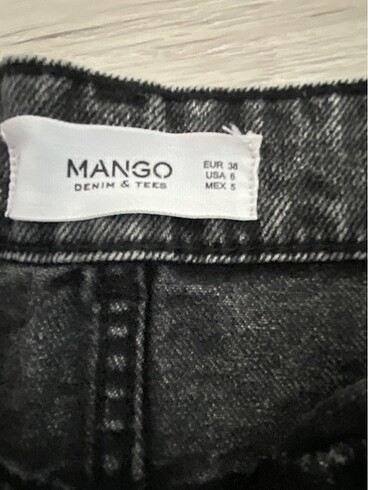 MANGO
DENIM & TEES
EUR 38
USA 6
MEX 5